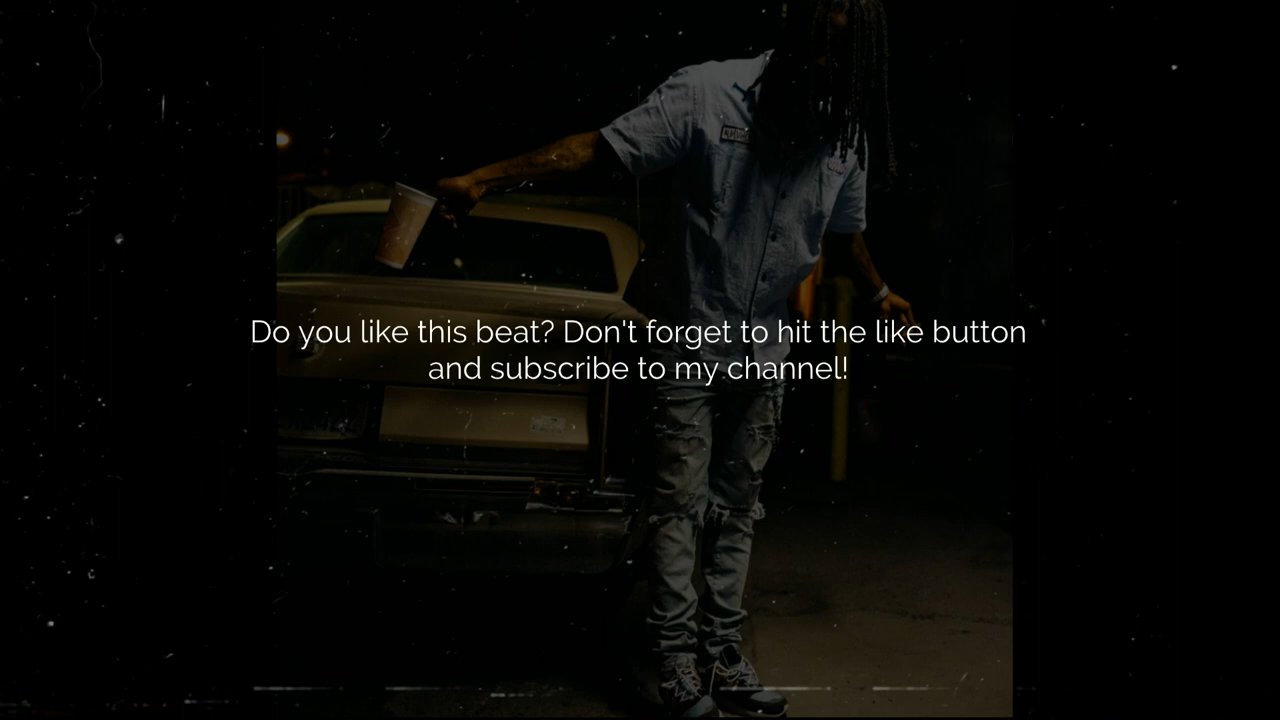 Do you like this beat? Don't forget to hit the like button
and subscribe to my channel!